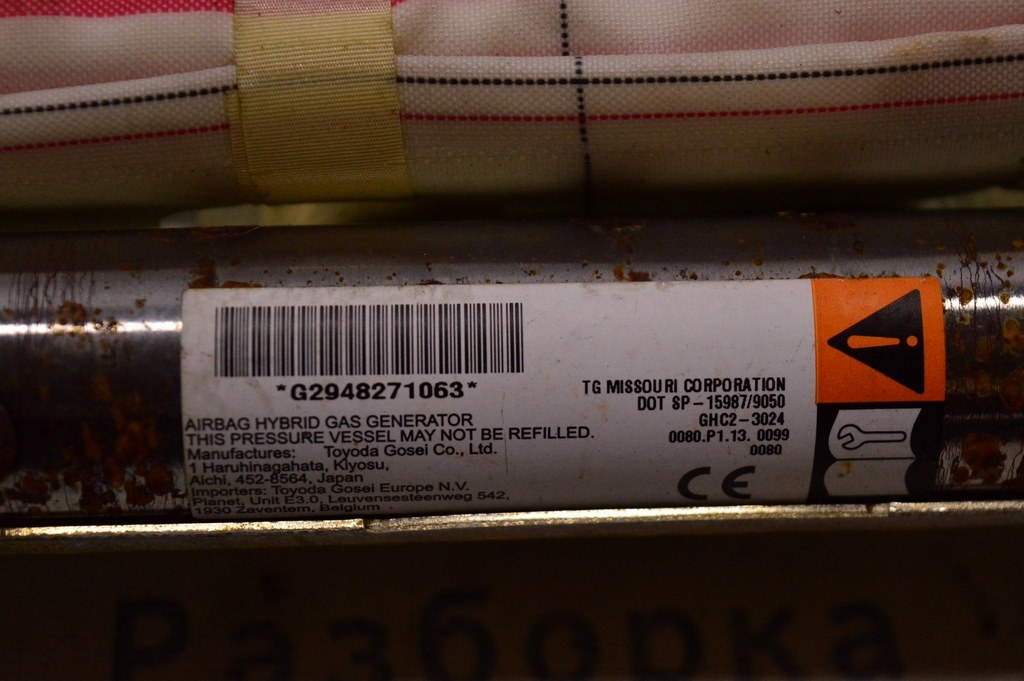 *G2948271063*
AIRBAG HYBRID GAS GENERATOR
THIS PRESSURE VESSEL MAY NOT BE REFILLED.
Manufactures: Toyoda Gosei Co., Ltd.
1 Haruhinagahata, Kiyosu,
Aichi, 452-8564, Japan
Importers: Toyoda Gosei Europe N.V.
Planet, Unit E3.0, Leuvensesteenweg 542,
1930 Zaventem, Belgium
TG MISSOURI CORPORATION
DOT SP-15987/9050
GHC2-3024
0080.P1.13. 0099
0080
CE
Разборка